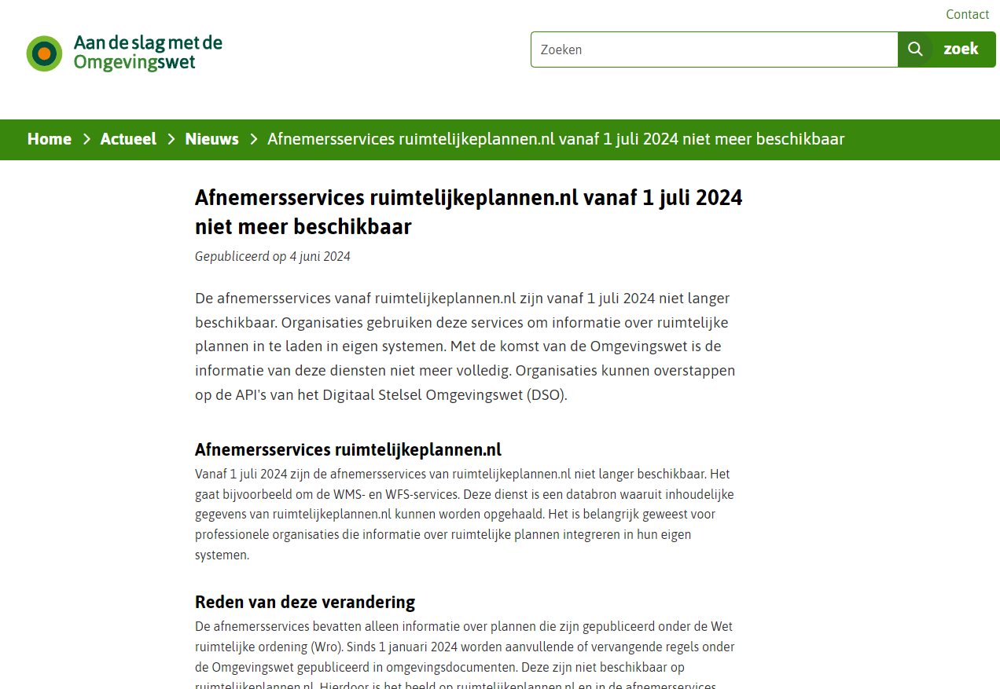 Contact
Aan de slag met de
Omgevingswet
Zoeken
zoek
Home > Actueel > Nieuws > Afnemersservices ruimtelijkeplannen.nl vanaf 1 juli 2024 niet meer beschikbaar
Afnemersservices ruimtelijkeplannen.nl vanaf 1 juli 2024
niet meer beschikbaar
Gepubliceerd op 4 juni 2024
De afnemersservices vanaf ruimtelijkeplannen.nl zijn vanaf 1 juli 2024 niet langer
beschikbaar. Organisaties gebruiken deze services om informatie over ruimtelijke
plannen in te laden in eigen systemen. Met de komst van de Omgevingswet is de
informatie van deze diensten niet meer volledig. Organisaties kunnen overstappen
op de API's van het Digitaal Stelsel Omgevingswet (DSO).
Afnemersservices ruimtelijkeplannen.nl
Vanaf 1 juli 2024 zijn de afnemersservices van ruimtelijkeplannen.nl niet langer beschikbaar. Het
gaat bijvoorbeeld om de WMS- en WFS-services. Deze dienst is een databron waaruit inhoudelijke
gegevens van ruimtelijkeplannen.nl kunnen worden opgehaald. Het is belangrijk geweest voor
professionele organisaties die informatie over ruimtelijke plannen integreren in hun eigen
systemen.
Reden van deze verandering
De afnemersservices bevatten alleen informatie over plannen die zijn gepubliceerd onder de Wet
ruimtelijke ordening (Wro). Sinds 1 januari 2024 worden aanvullende of vervangende regels onder
de Omgevingswet gepubliceerd in omgevingsdocumenten. Deze zijn niet beschikbaar op
ruimtelijkeplannen.nl. Hierdoor is het beeld op ruimtelijkeplannen.nl en in de afnemersservices